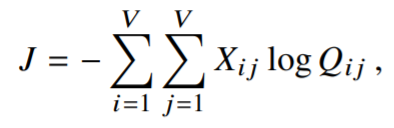 J = − ∑_{i=1}^{V} ∑_{j=1}^{V} X_{ij} log Q_{ij} ,